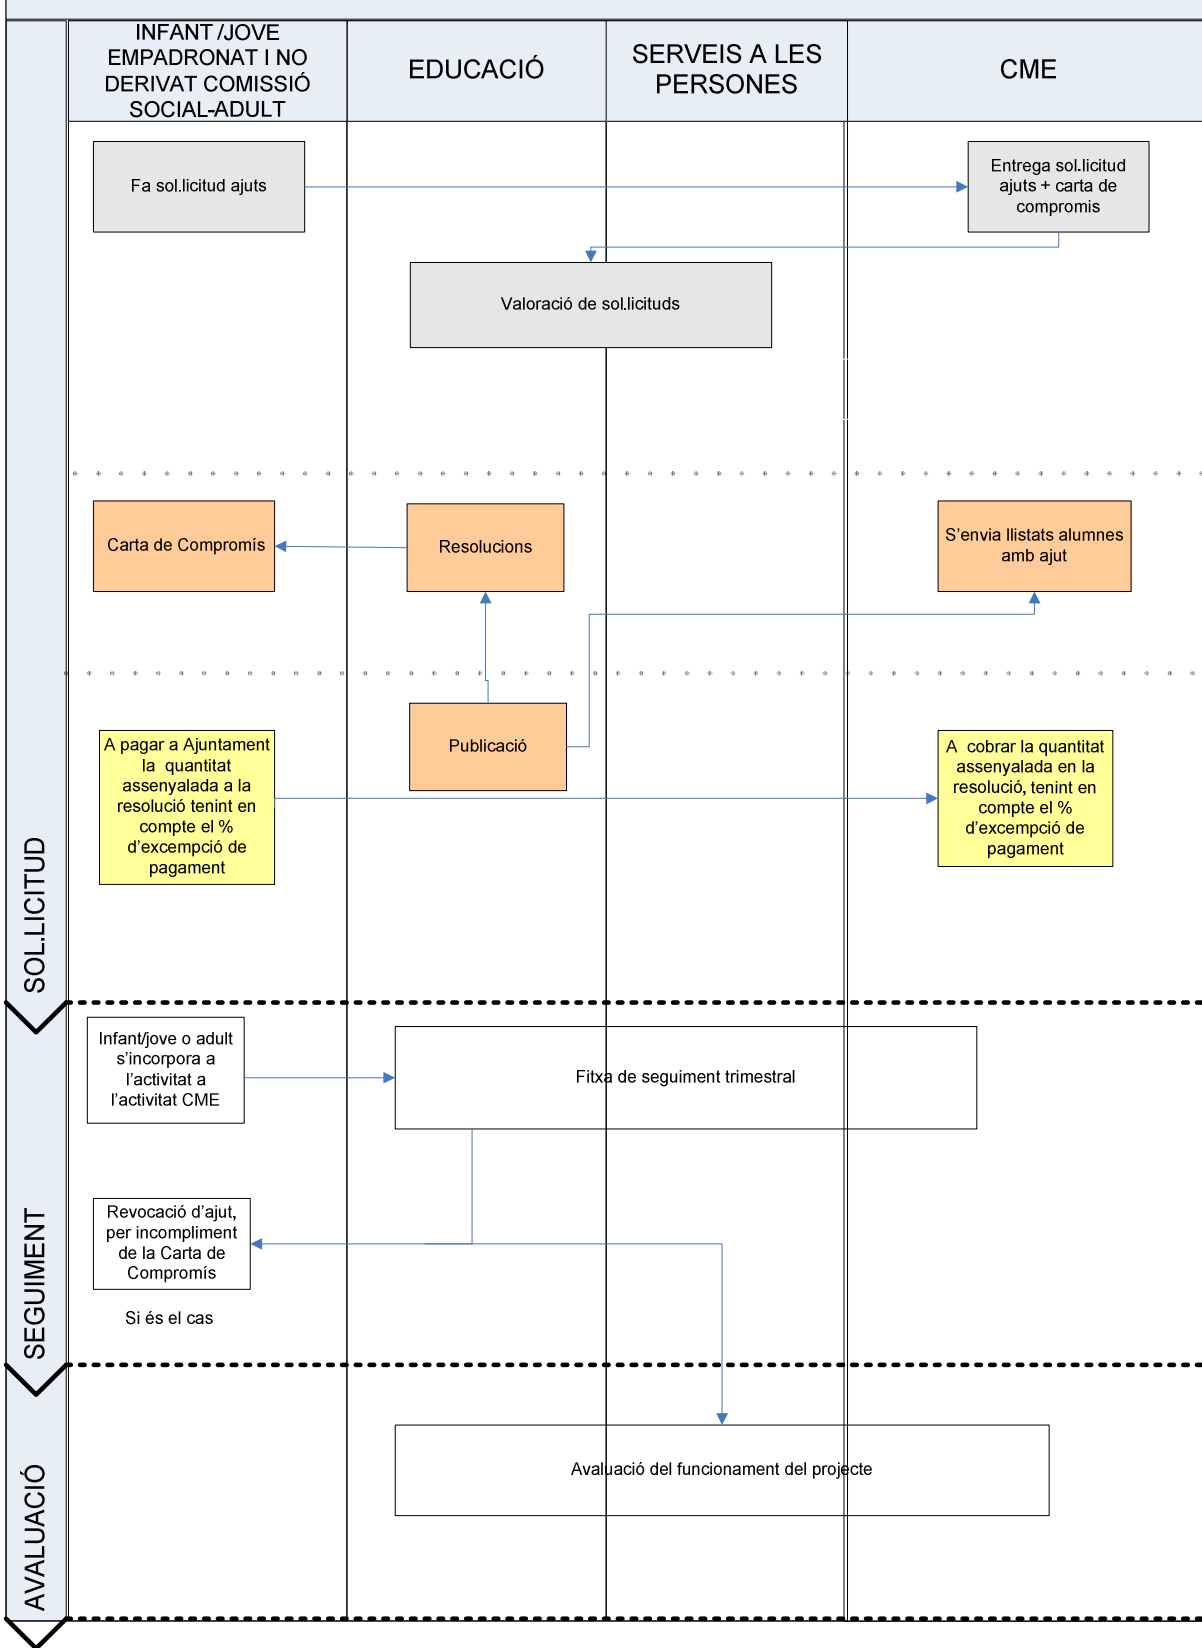 INFANT /JOVE
EMPADRONAT I NO
DERIVAT COMISSIÓ
SOCIAL-ADULT
EDUCACIÓ
SERVEIS A LES
PERSONES
CME
SOL.LICITUD
Fa sol.licitud ajuts
Entrega sol.licitud
ajuts + carta de
compromis
Valoració de sol.licituds
Carta de Compromís
Resolucions
S'envia llistats alumnes
amb ajut
Publicació
A pagar a Ajuntament
la quantitat
assenyalada a la
resolució tenint en
compte el %
d'excempció de
pagament
A cobrar la quantitat
assenyalada en la
resolució, tenint en
compte el %
d'excempció de
pagament
SEGUIMENT
Infant/jove o adult
s'incorpora a
l'activitat a
l'activitat CME
Fitxa de seguiment trimestral
Revocació d'ajut,
per incompliment
de la Carta de
Compromís
Si és el cas
AVALUACIÓ
Avaluació del funcionament del projecte